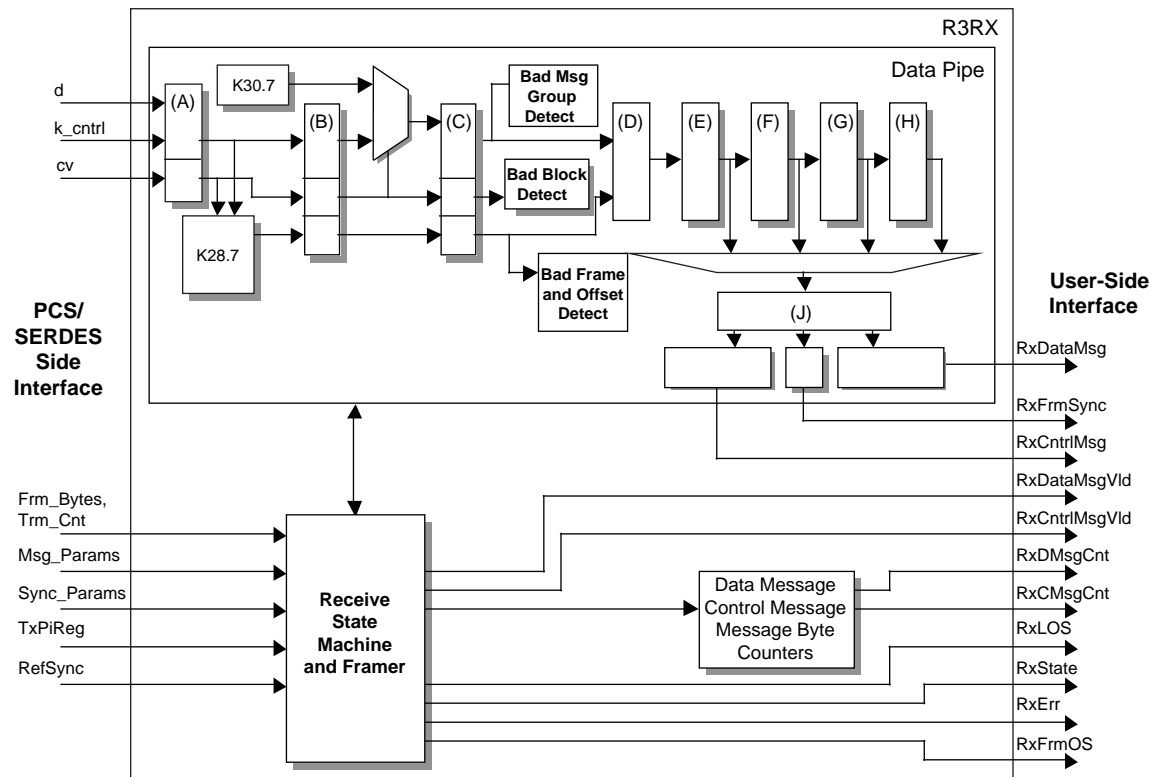 R3RX
Data Pipe
d
k_cntrl
cv
(A)
K30.7
(B)
(C)
Bad Msg
Group
Detect
(D)
(E)
(F)
(G)
(H)
Bad Block
Detect
K28.7
Bad Frame
and Offset
Detect
(J)
PCS/
SERDES
Side
Interface
User-Side
Interface
RxDataMsg
RxFrmSync
RxCntrlMsg
RxDataMsgVld
RxCntrlMsgVld
RxDMsgCnt
RxCMsgCnt
RxLOS
RxState
RxErr
RxFrmOS
Frm_Bytes,
Trm_Cnt
Msg_Params
Sync_Params
TxPiReg
RefSync
Receive
State
Machine
and Framer
Data Message
Control Message
Message Byte
Counters